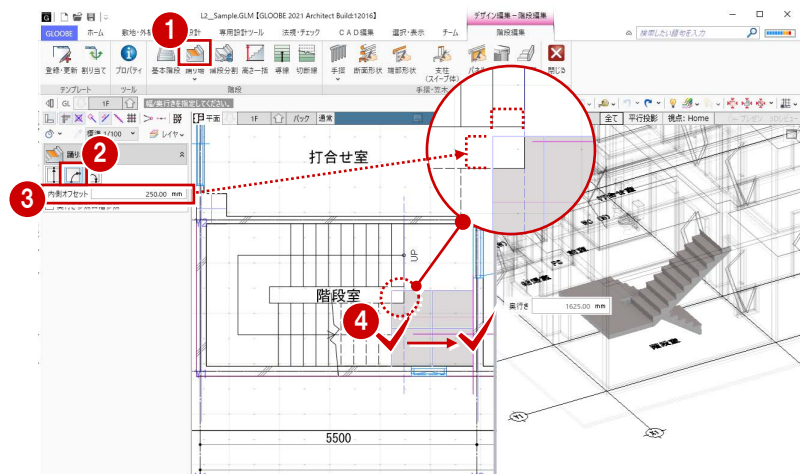 L2__Sample.GLM【GLOOBE 2021 Architect Build:12016】
デザイン編集－階段編集
GLOOBE
ホーム
専用設計ツール
法規・チェック
ＣＡＤ編集
選択・表示
チーム
階段編集
検索したい語句を入力
1
登録・更新
割り当て
プロパティ
基本階段
踊り場
階段分割
高さ一括
導線
切断線
手摺
断面形状
端部形状
支柱
(スイープ体)
閉じる
テンプレート
ツール
階段
手摺・笠木
GL
1F
幅/奥行きを指定してください。
標準 1/100
レイヤ
平面
1F
バック
通常
全て
平行投影
視点: Home
2
3
内側オフセット
250.00 mm
打合せ室
UP
階段室
4
5500
Y2
Y1
奥行き
1625.00 mm
打合せ室
階段室
X1